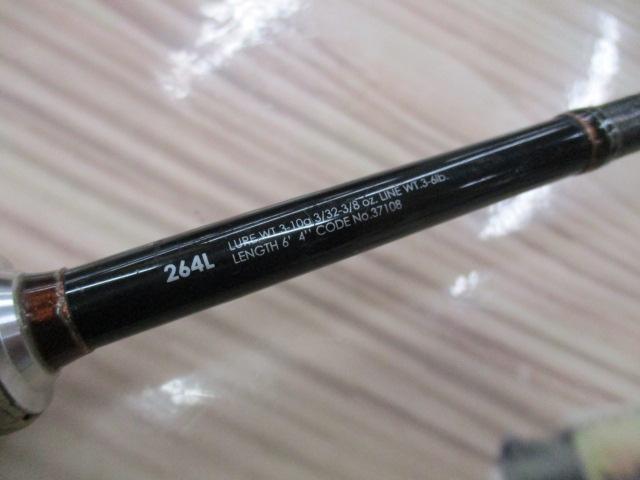 264L
LURE WT.3-10g 3/32-3/8 oz. LINE WT.3-6lb.
LENGTH 6' 4'' CODE No.37108